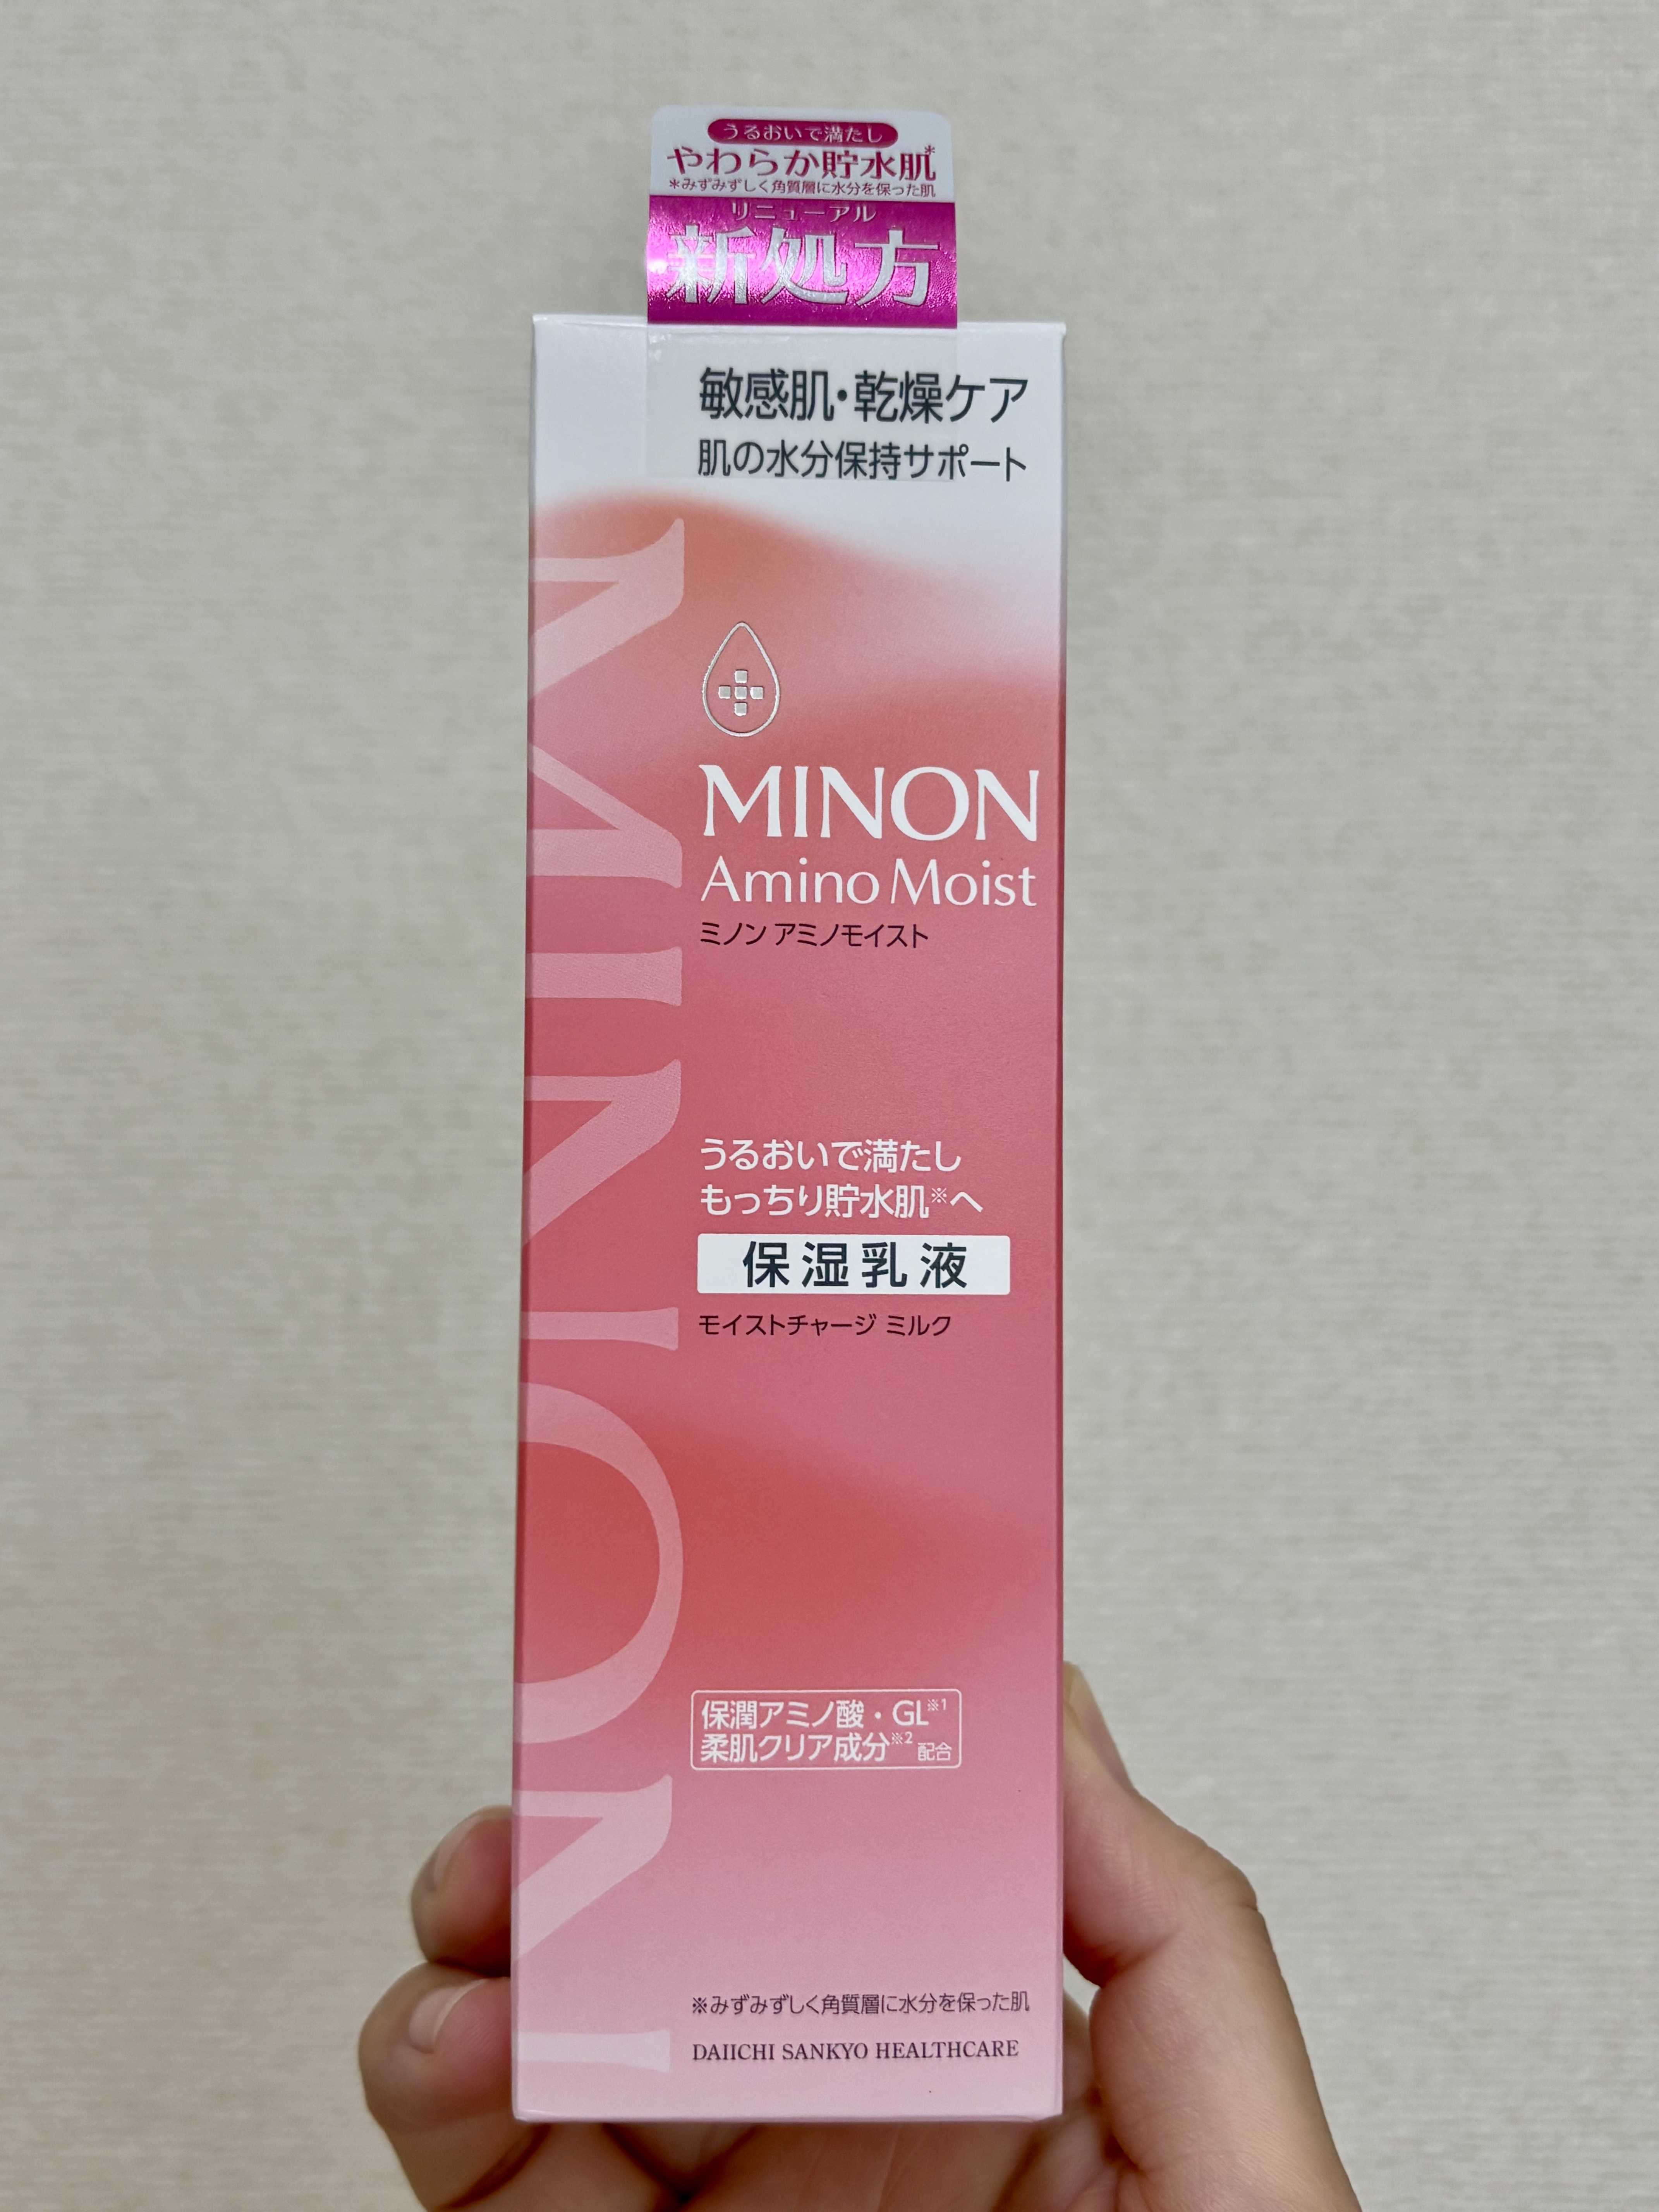 うるおいで満たし
やわらか貯水肌*
*みずみずしく角質層に水分を保った肌
リニューアル
新処方
敏感肌・乾燥ケア
肌の水分保持サポート
MINON
MINON
Amino Moist
ミノン アミノモイスト
うるおいで満たし
もっちり貯水肌※へ
保湿乳液
モイストチャージ ミルク
保潤アミノ酸・GL※1
柔肌クリア成分※2 配合
※みずみずしく角質層に水分を保った肌
DAIICHI SANKYO HEALTHCARE